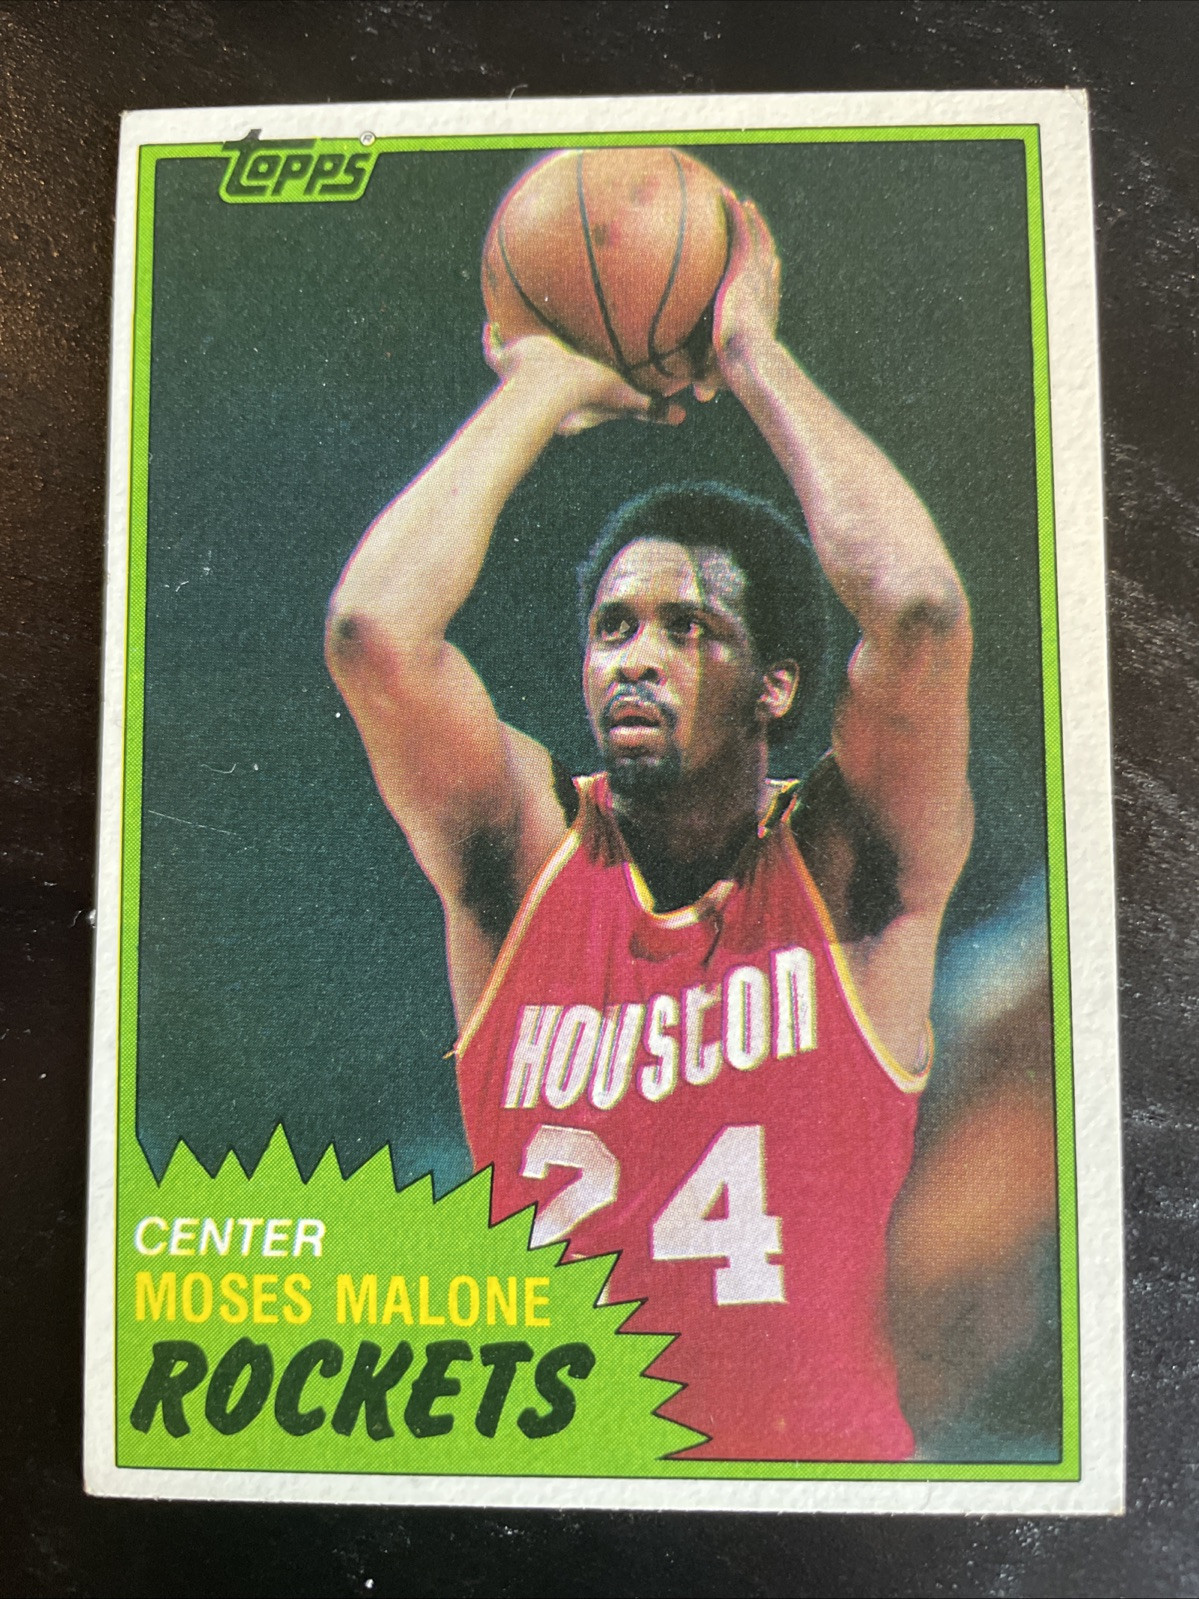 Topps®
HOUSTON
24
CENTER
MOSES MALONE
ROCKETS